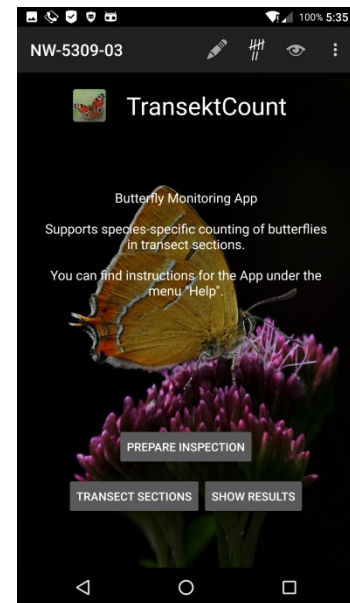 100% 5:35
NW-5309-03
TransektCount
Butterfly Monitoring App
Supports species-specific counting of butterflies
in transect sections.
You can find instructions for the App under the
menu "Help".
PREPARE INSPECTION
TRANSECT SECTIONS
SHOW RESULTS